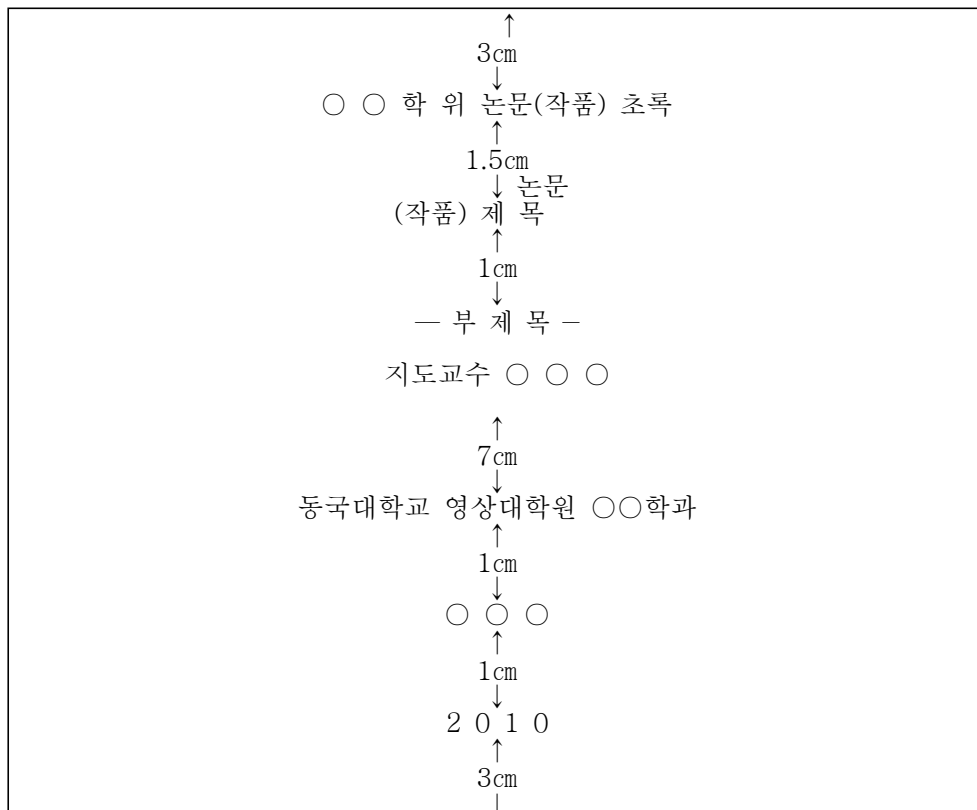 ↑
3㎝
↓
○ ○ 학 위 논문(작품) 초록
↑
1.5㎝
↓ 논문
(작품) 제 목
↑
1㎝
↓
— 부 제 목 –
지도교수 ○ ○ ○
↑
7㎝
↓
동국대학교 영상대학원 ○○학과
↑
1㎝
↓
○ ○ ○
↑
1㎝
↓
2 0 1 0
↑
3㎝